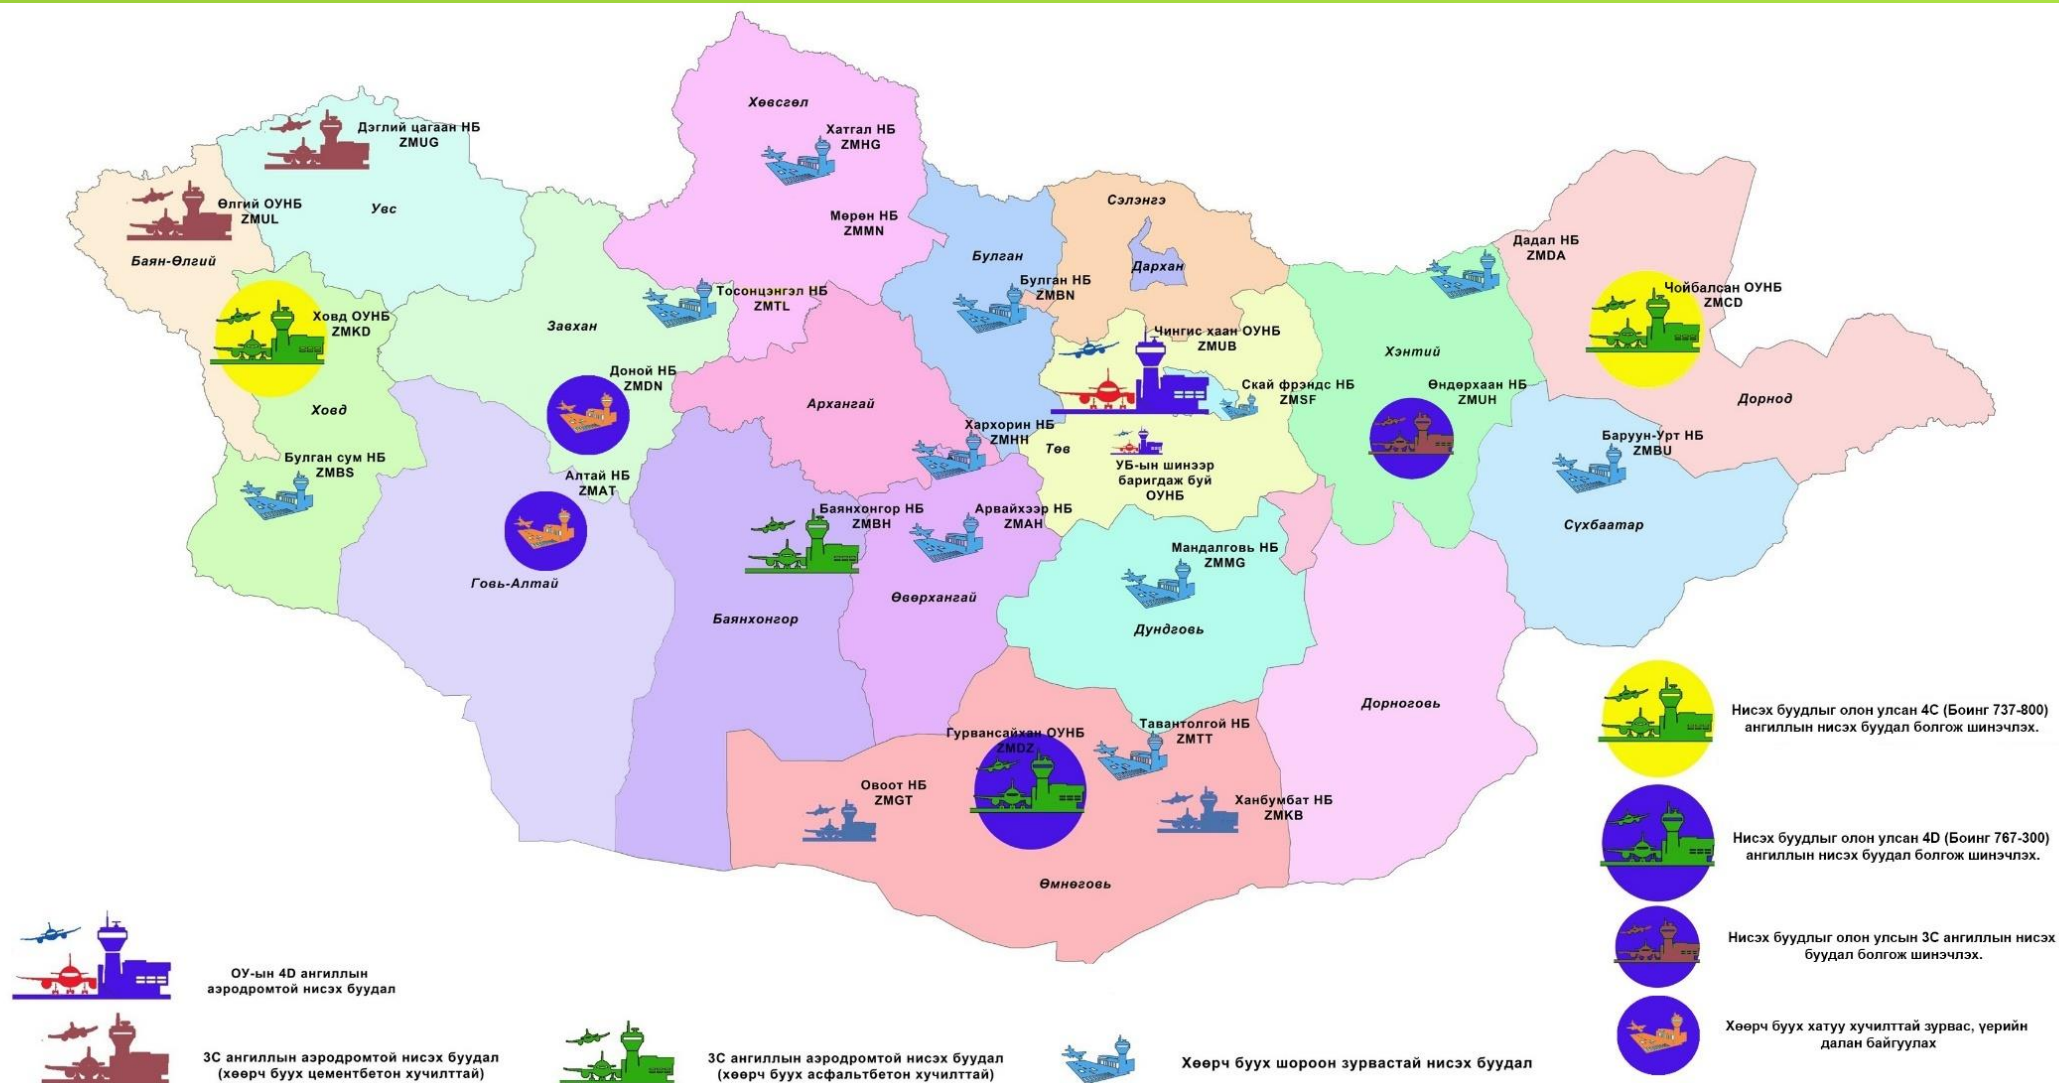 Хөвсгөл
Хатгал НБ
ZMHG
Дэглий цагаан НБ
ZMUG
Өлгий ОУНБ
ZMUL
Увс
Баян-Өлгий
Мөрөн НБ
ZMMN
Сэлэнгэ
Булган
Дархан
Булган НБ
ZMBN
Дадал НБ
ZMDA
Чойбалсан ОУНБ
ZMCD
Тосонцэнгэл НБ
ZMTL
Ховд ОУНБ
ZMKD
Завхан
Чингис хаан ОУНБ
ZMUB
Хэнтий
Доной НБ
ZMDN
Скай фрэндс НБ
ZMSF
Өндөрхаан НБ
ZMUH
Дорнод
Ховд
Архангай
Хархорин НБ
ZMHH
Төв
УБ-ын шинээр
баригдаж буй
ОУНБ
Баруун-Урт НБ
ZMBU
Булган сум НБ
ZMBS
Алтай НБ
ZMAT
Баянхонгор НБ
ZMBH
Арвайхээр НБ
ZMAH
Сүхбаатар
Мандалговь НБ
ZMMG
Говь-Алтай
Өвөрхангай
Баянхонгор
Дундговь
Дорноговь
Гурвансайхан ОУНБ
ZMDZ
Тавантолгой НБ
ZMTT
Овоот НБ
ZMGT
Ханбумбат НБ
ZMKB
Өмнөговь
Нисэх буудлыг олон улсан 4C (Боинг 737-800)
ангиллын нисэх буудал болгож шинэчлэх.
Нисэх буудлыг олон улсан 4D (Боинг 767-300)
ангиллын нисэх буудал болгож шинэчлэх.
Нисэх буудлыг олон улсын 3С ангиллын нисэх
буудал болгож шинэчлэх.
Хөөрч буух хатуу хучилттай зурвас, үерийн
далан байгуулах
ОУ-ын 4D ангиллын
аэродромтой нисэх буудал
3С ангиллын аэродромтой нисэх буудал
(хөөрч буух цементбетон хучилттай)
3С ангиллын аэродромтой нисэх буудал
(хөөрч буух асфальтбетон хучилттай)
Хөөрч буух шороон зурвастай нисэх буудал